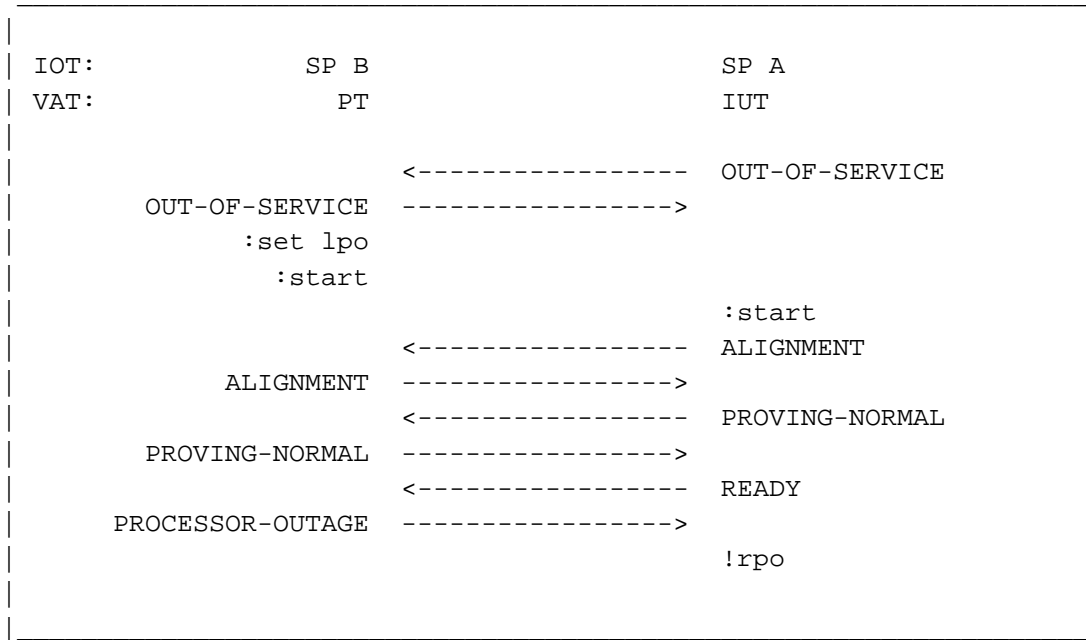 IOT: SP B SP A
VAT: PT IUT
<----------------- OUT-OF-SERVICE
OUT-OF-SERVICE ----------------->
:set lpo
:start
:start
<----------------- ALIGNMENT
ALIGNMENT ----------------->
<----------------- PROVING-NORMAL
PROVING-NORMAL ----------------->
<----------------- READY
PROCESSOR-OUTAGE ----------------->
!rpo